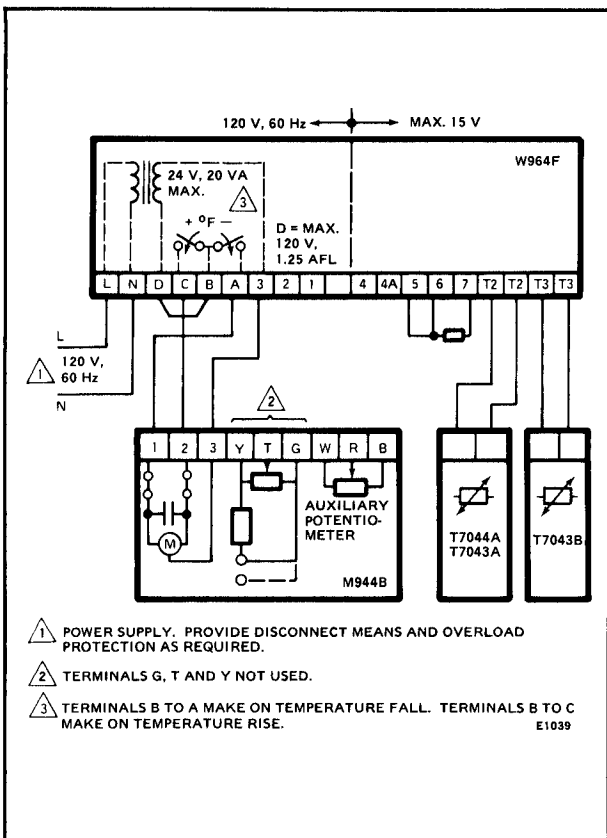 120 V, 60 Hz MAX. 15 V
W964F
24 V, 20 VA
MAX.
3
+ ºF −
D = MAX.
120 V,
1.25 AFL
L N D C B A 3 2 1 4 4A 5 6 7 T2 T2 T3 T3
L
1
120 V,
60 Hz
N
2
1 2 3 Y T G W R B
AUXILIARY
POTENTIO-
METER
M
M944B
T7044A
T7043A
T7043B
1 POWER SUPPLY. PROVIDE DISCONNECT MEANS AND OVERLOAD
PROTECTION AS REQUIRED.
2 TERMINALS G, T AND Y NOT USED.
3 TERMINALS B TO A MAKE ON TEMPERATURE FALL. TERMINALS B TO C
MAKE ON TEMPERATURE RISE.
E1039